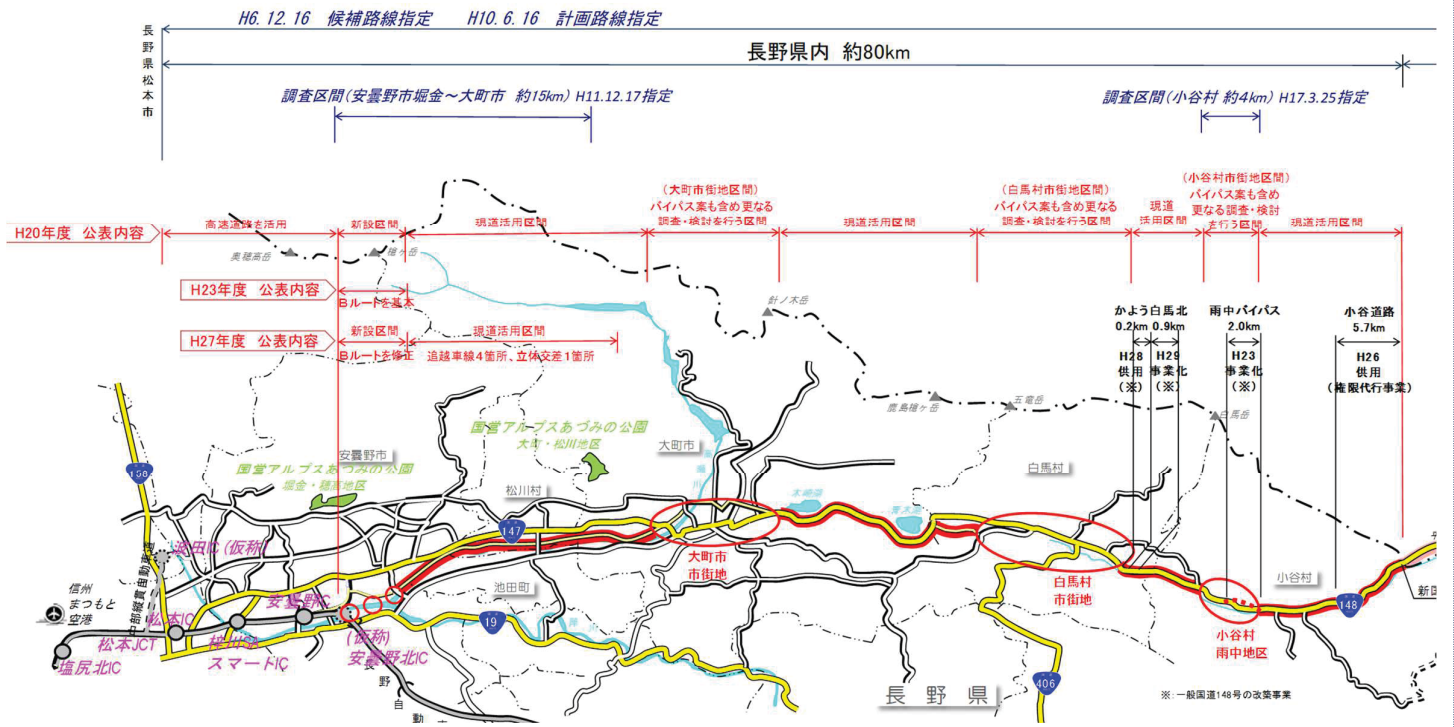 H6.12.16 候補路線指定 H10.6.16 計画路線指定
長野県松本市
長野県内 約80km
調査区間(安曇野市堀金～大町市 約15km) H11.12.17指定
調査区間(小谷村 約4km) H17.3.25指定
H20年度 公表内容
高速道路を活用
新設区間
現道活用区間
(大町市街地区間)
バイパス案も含め更なる
調査・検討を行う区間
現道活用区間
(白馬村市街地区間)
バイパス案も含め更なる
調査・検討を行う区間
現道
活用区間
(小谷村市街地区間)
バイパス案も含め
更なる調査・検討
を行う区間
現道活用区間
奥穂高岳
槍ヶ岳
H23年度 公表内容
Bルートを基本
H27年度 公表内容
新設区間
現道活用区間
Bルートを修正
追越車線4箇所、立体交差1箇所
針ノ木岳
鹿島槍ヶ岳
五竜岳
白馬岳
かよう
0.2km
H28
供用
(※)
白馬北
0.9km
H29
事業化
(※)
雨中バイパス
2.0km
H23
事業化
(※)
小谷道路
5.7km
H26
供用
(権限代行事業)
158
安曇野市
国営アルプスあづみの公園
堀金・穂高地区
国営アルプスあづみの公園
大町・松川地区
大町市
松川村
147
木崎湖
青木湖
白馬村
大町市
市街地
白馬村
市街地
小谷村
148
小谷村
雨中地区
池田町
19
406
中部縦貫自動車道
波田IC(仮称)
信州
まつもと
空港
松本IC
松本JCT
塩尻北IC
梓川SA
スマートIC
安曇野IC
(仮称)
安曇野北IC
長野自動
長野県
※：一般国道148号の改築事業